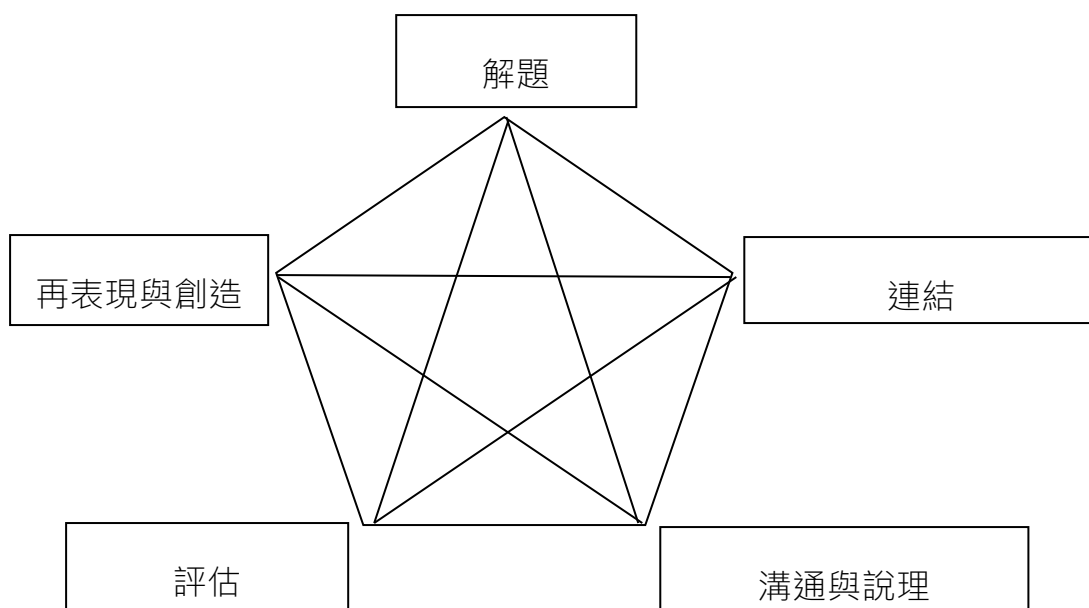 解題
再表現與創造
連結
評估
溝通與說理